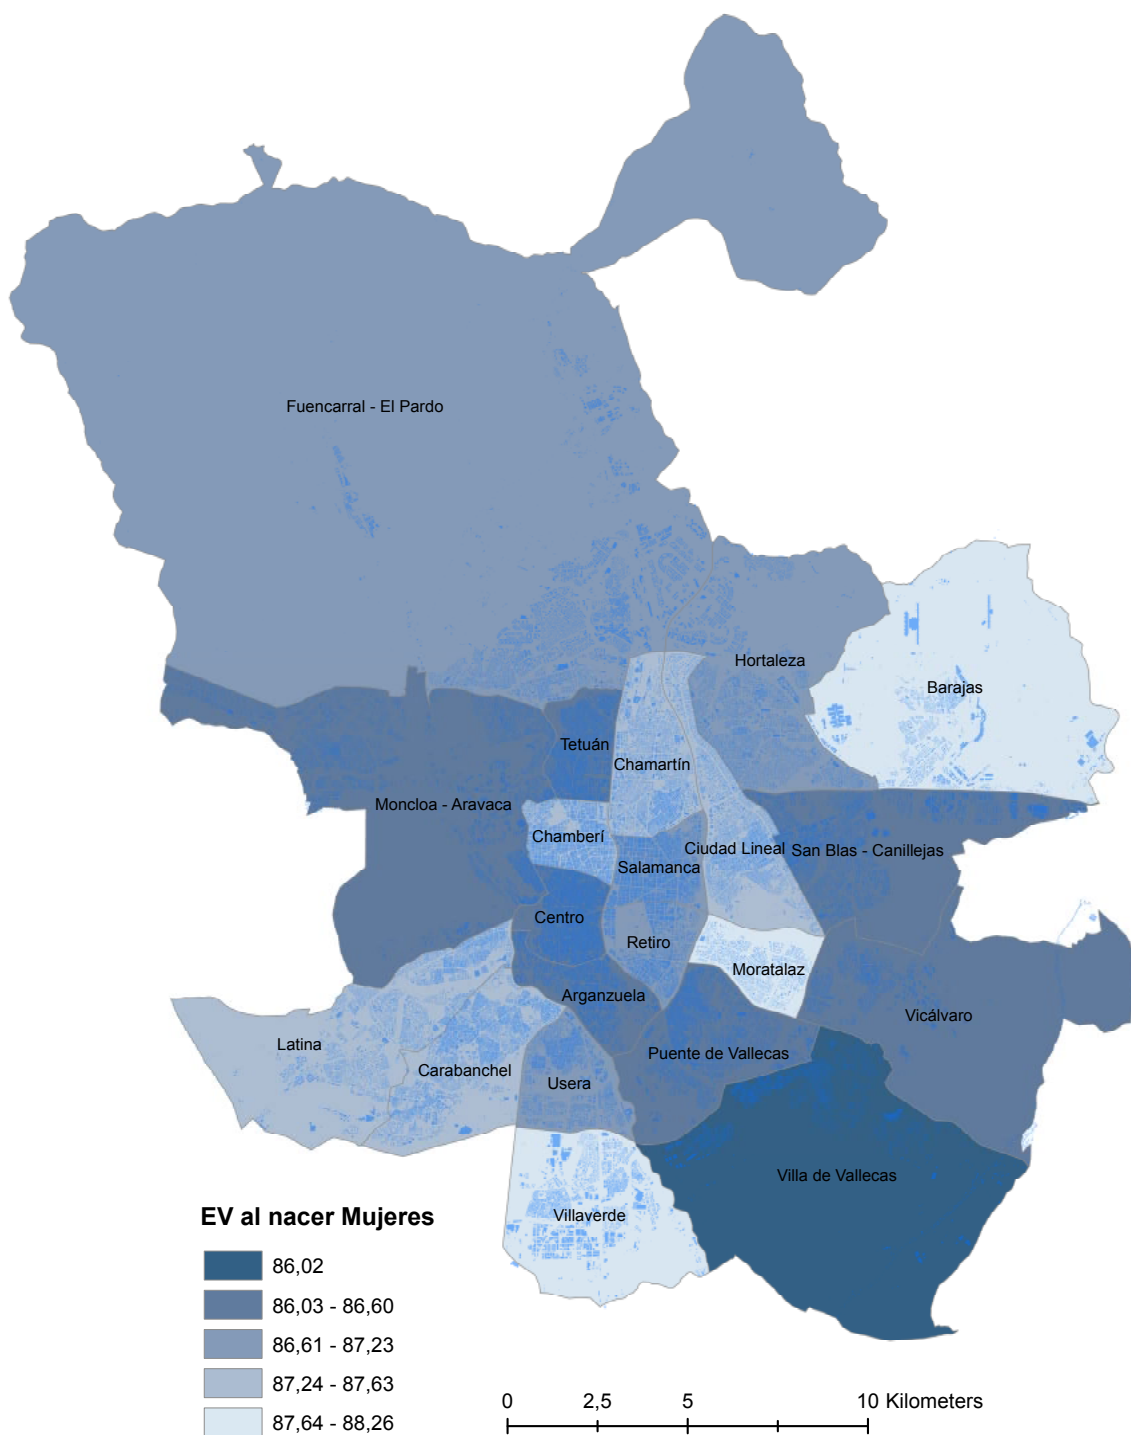 Fuencarral - El Pardo
Hortaleza
Barajas
Tetuán
Chamartín
Moncloa - Aravaca
Chamberí
Ciudad Lineal
San Blas - Canillejas
Salamanca
Centro
Retiro
Moratalaz
Arganzuela
Vicálvaro
Latina
Puente de Vallecas
Carabanchel
Usera
Villa de Vallecas
Villaverde
EV al nacer Mujeres
86,02
86,03 - 86,60
86,61 - 87,23
87,24 - 87,63
87,64 - 88,26
0 2,5 5 10 Kilometers